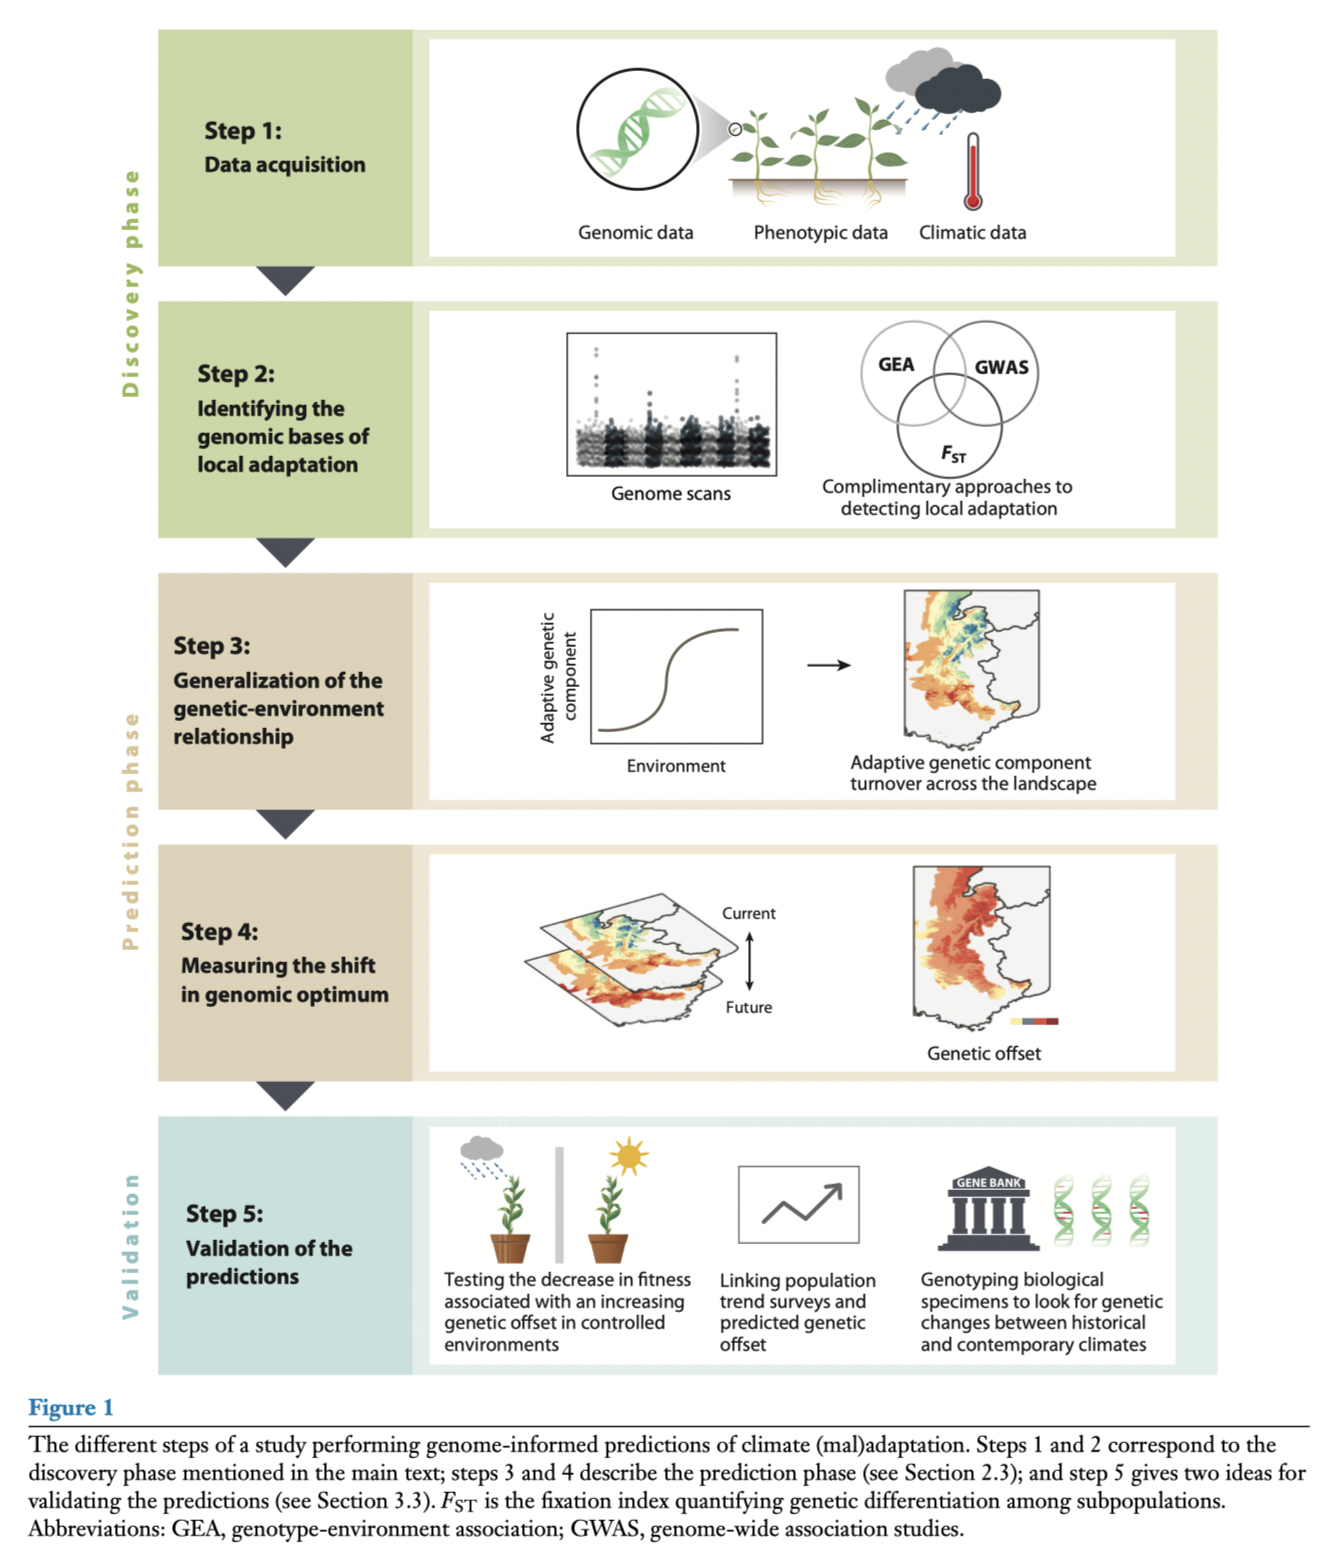 Discovery phase
Step 1:
Data acquisition
Genomic data
Phenotypic data
Climatic data
Step 2:
Identifying the
genomic bases of
local adaptation
Genome scans
GEA
GWAS
FST
Complimentary approaches to
detecting local adaptation
Prediction phase
Step 3:
Generalization of the
genetic-environment
relationship
Adaptive genetic
component
Environment
Adaptive genetic component
turnover across the landscape
Step 4:
Measuring the shift
in genomic optimum
Current
Future
Genetic offset
Validation
Step 5:
Validation of the
predictions
Testing the decrease in fitness
associated with an increasing
genetic offset in controlled
environments
Linking population
trend surveys and
predicted genetic
offset
GENE BANK
Genotyping biological
specimens to look for genetic
changes between historical
and contemporary climates
Figure 1
The different steps of a study performing genome-informed predictions of climate (mal)adaptation. Steps 1 and 2 correspond to the
discovery phase mentioned in the main text; steps 3 and 4 describe the prediction phase (see Section 2.3); and step 5 gives two ideas for
validating the predictions (see Section 3.3). FST is the fixation index quantifying genetic differentiation among subpopulations.
Abbreviations: GEA, genotype-environment association; GWAS, genome-wide association studies.